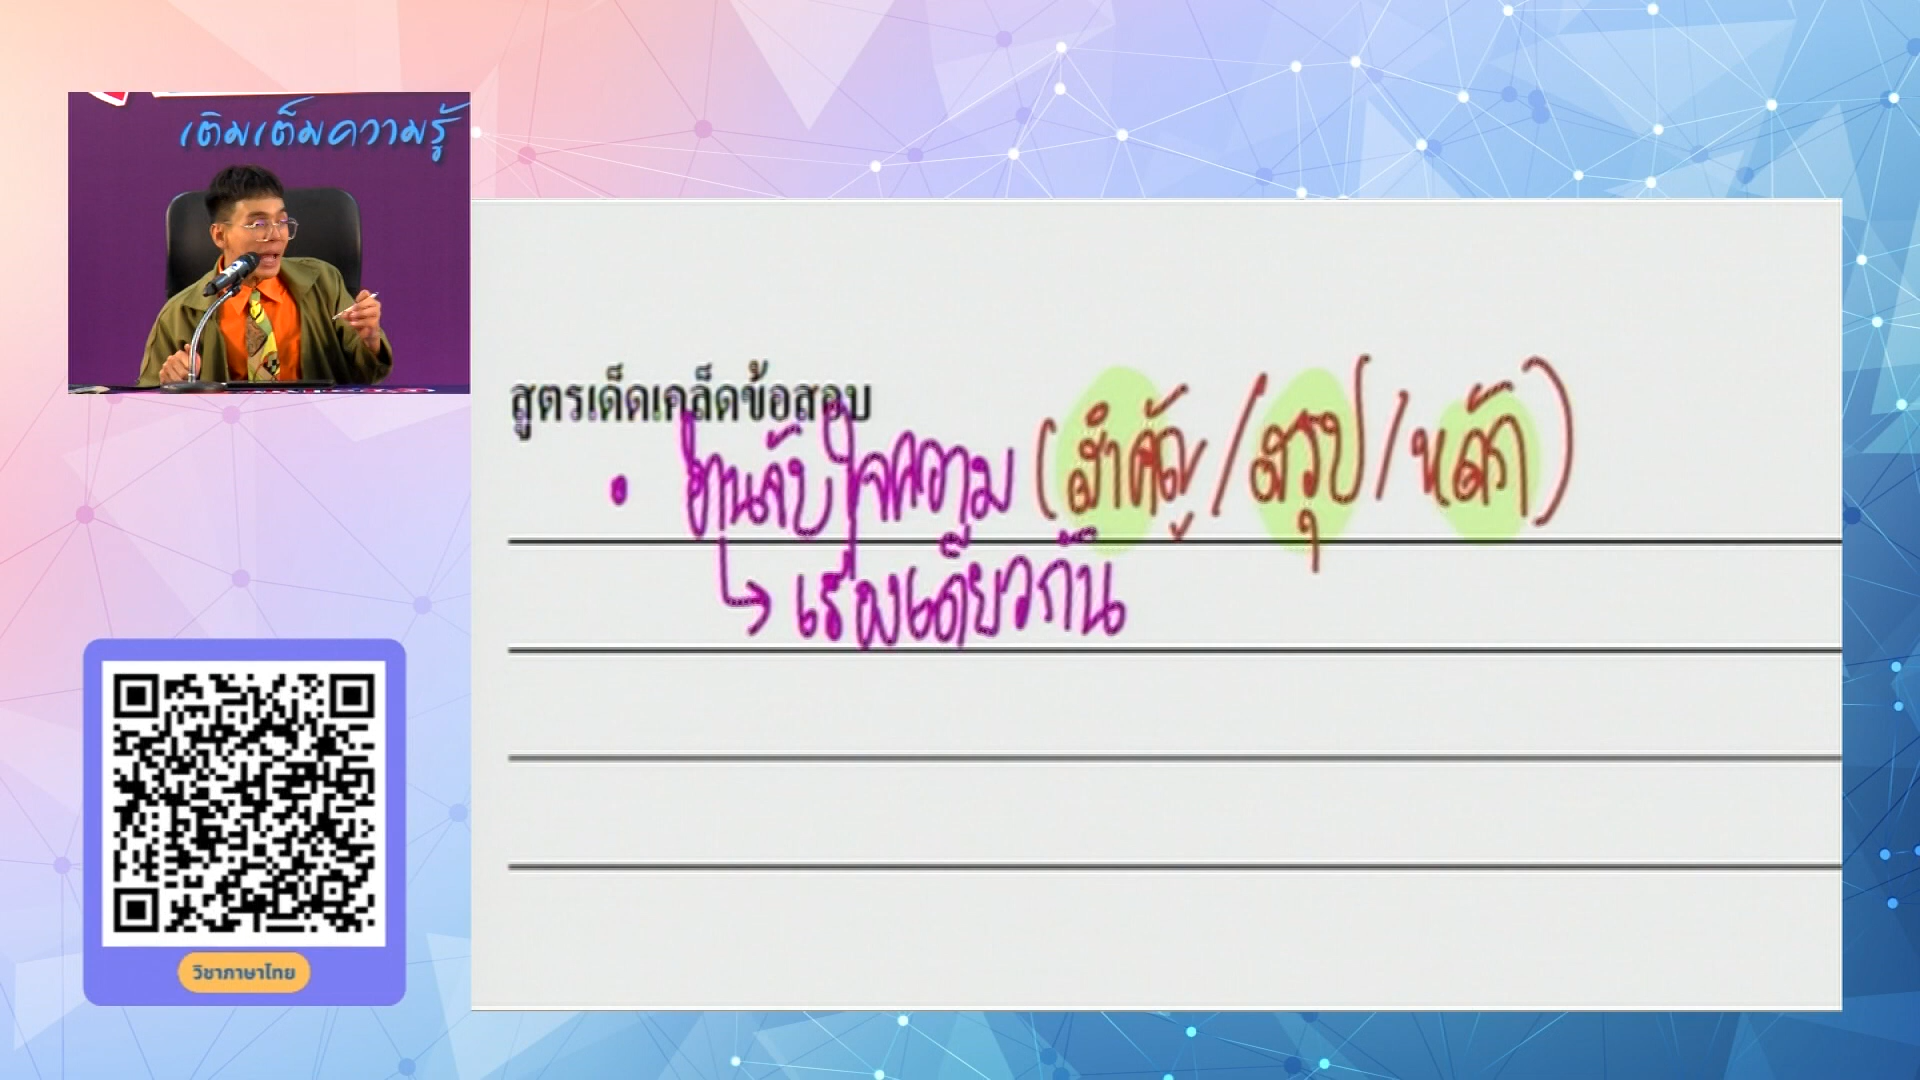 เติมเต็มความรู้
สูตรเด็ดเคล็ดข้อสอบ
• อ่านจับใจความ (สำคัญ/สรุป/หลัก)
↳ เรื่องเดียวกัน
วิชาภาษาไทย